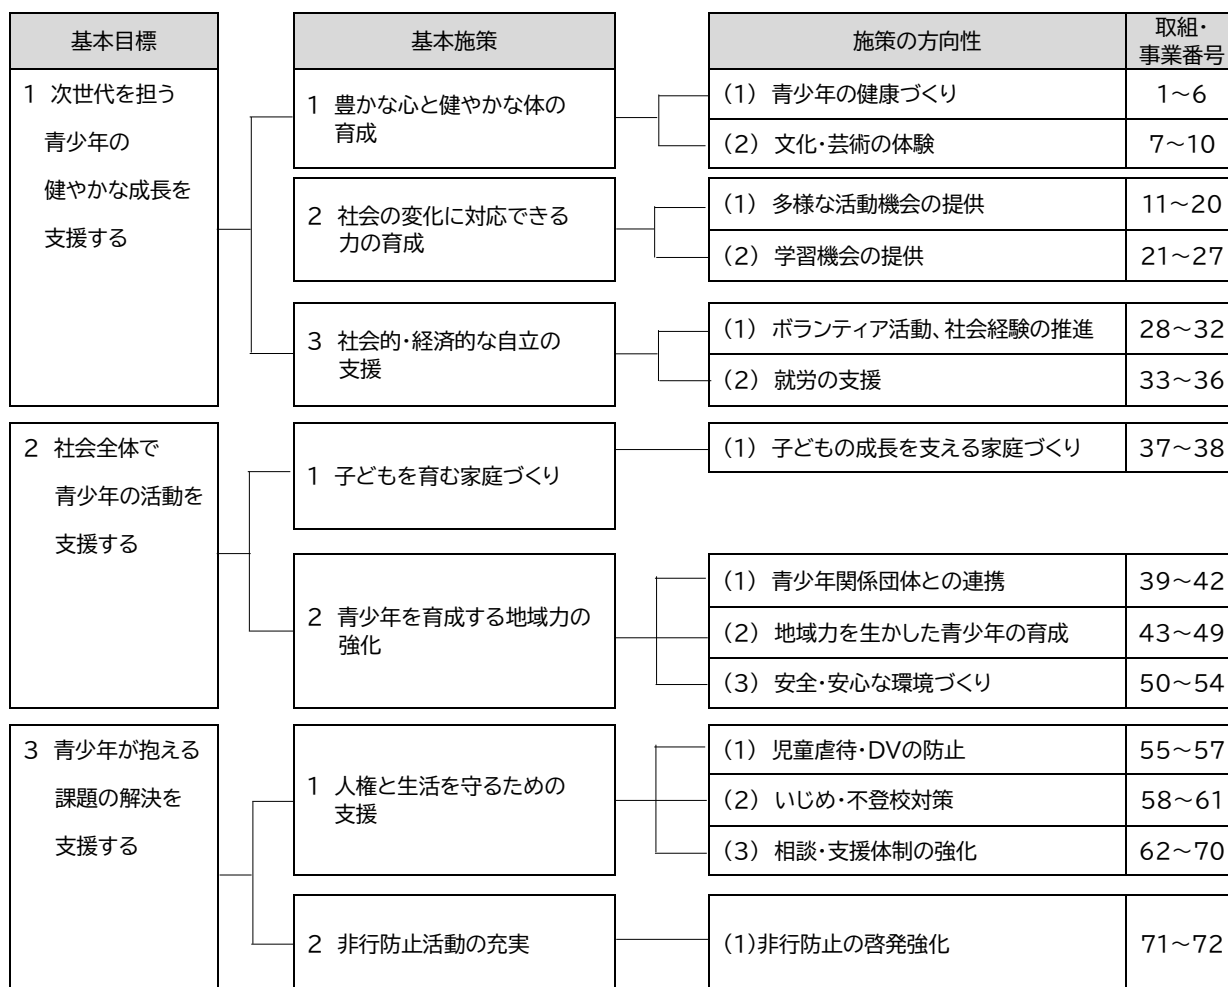 基本目標
基本施策
施策の方向性
取組・
事業番号
1 次世代を担う
青少年の
健やかな成長を
支援する
1 豊かな心と健やかな体の
育成
(1) 青少年の健康づくり
1~6
(2) 文化・芸術の体験
7~10
2 社会の変化に対応できる
力の育成
(1) 多様な活動機会の提供
11~20
(2) 学習機会の提供
21~27
3 社会的・経済的な自立の
支援
(1) ボランティア活動、社会経験の推進
28~32
(2) 就労の支援
33~36
2 社会全体で
青少年の活動を
支援する
1 子どもを育む家庭づくり
(1) 子どもの成長を支える家庭づくり
37~38
2 青少年を育成する地域力の
強化
(1) 青少年関係団体との連携
39~42
(2) 地域力を生かした青少年の育成
43~49
(3) 安全・安心な環境づくり
50~54
3 青少年が抱える
課題の解決を
支援する
1 人権と生活を守るための
支援
(1) 児童虐待・DVの防止
55~57
(2) いじめ・不登校対策
58~61
(3) 相談・支援体制の強化
62~70
2 非行防止活動の充実
(1)非行防止の啓発強化
71~72